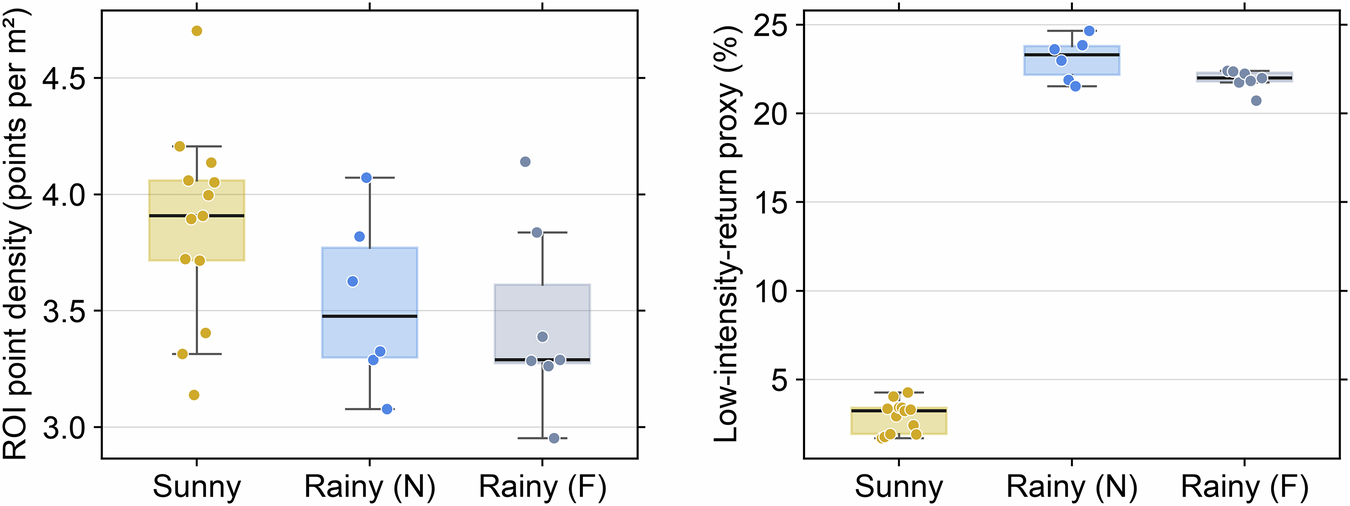 ROI point density (points per m²)
4.5
4.0
3.5
3.0
Sunny
Rainy (N)
Rainy (F)
Low-intensity-return proxy (%)
25
20
15
10
5
Sunny
Rainy (N)
Rainy (F)